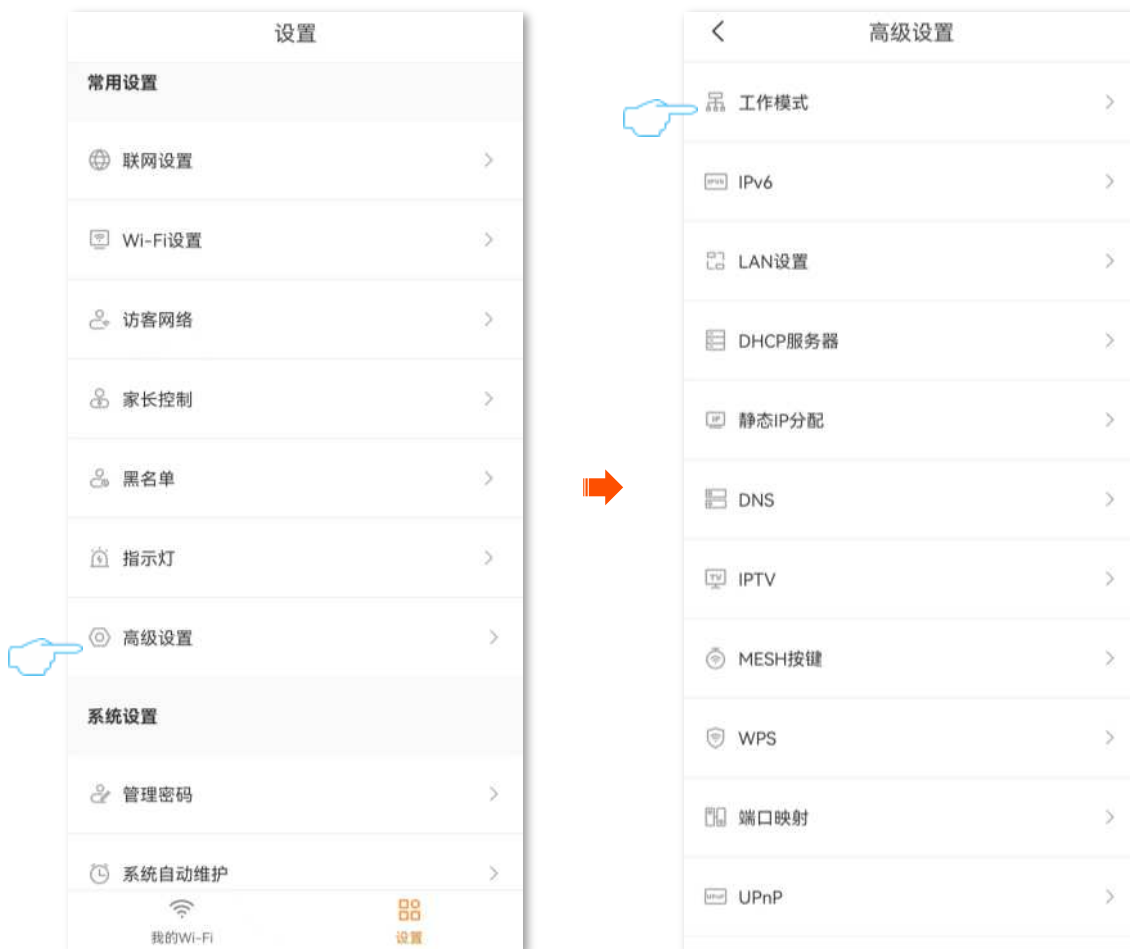 设置
常用设置
联网设置
Wi-Fi设置
访客网络
家长控制
黑名单
指示灯
高级设置
系统设置
管理密码
系统自动维护
我的Wi-Fi
设置
高级设置
工作模式
IPv6
LAN设置
DHCP服务器
IP
静态IP分配
DNS
TV
IPTV
MESH按键
WPS
端口映射
UPnP